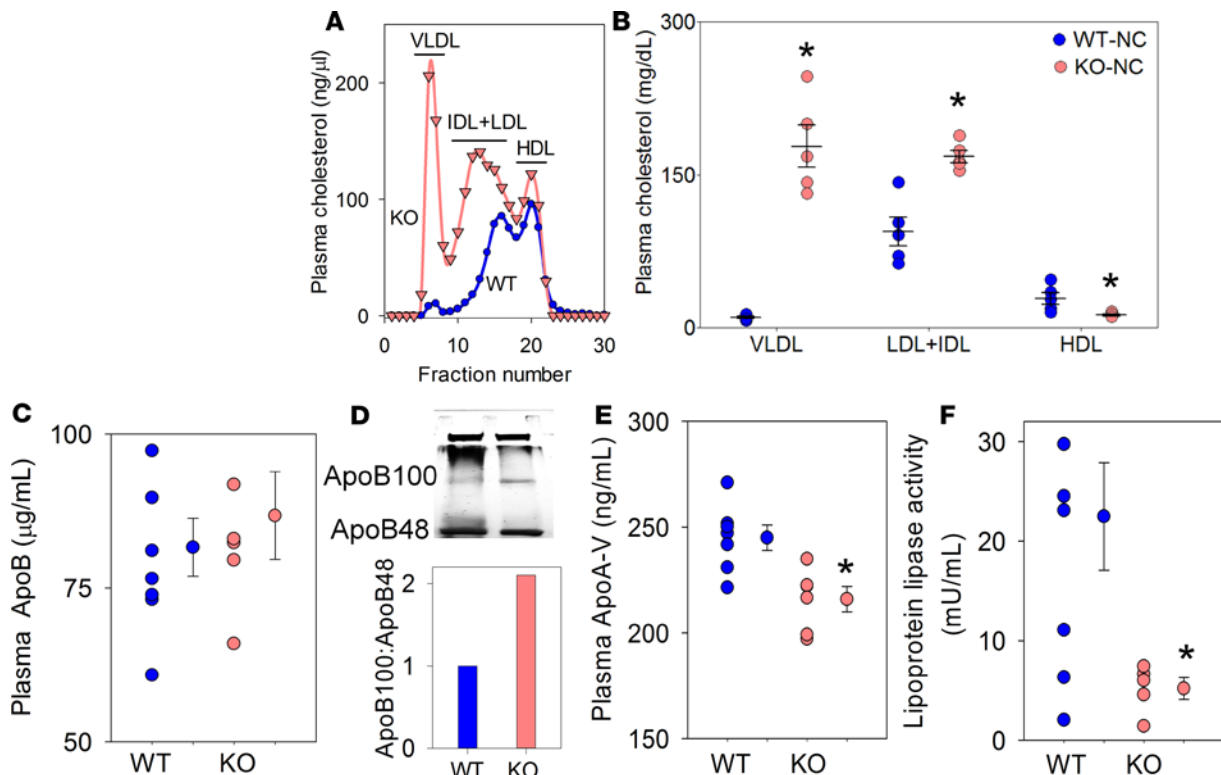 A
VLDL
IDL+LDL
HDL
KO
WT
200
100
0
0 10 20 30
Plasma cholesterol (ng/µl)
Fraction number
B
WT-NC
KO-NC
*
*
*
300
150
0
Plasma cholesterol (mg/dL)
VLDL LDL+IDL HDL
C
100
75
50
Plasma ApoB (µg/mL)
WT KO
D
ApoB100
ApoB48
ApoB100:ApoB48
0
1
2
WT KO
E
300
250
200
150
Plasma ApoA-V (ng/mL)
*
WT KO
F
30
20
10
0
Lipoprotein lipase activity
(mU/mL)
*
WT KO